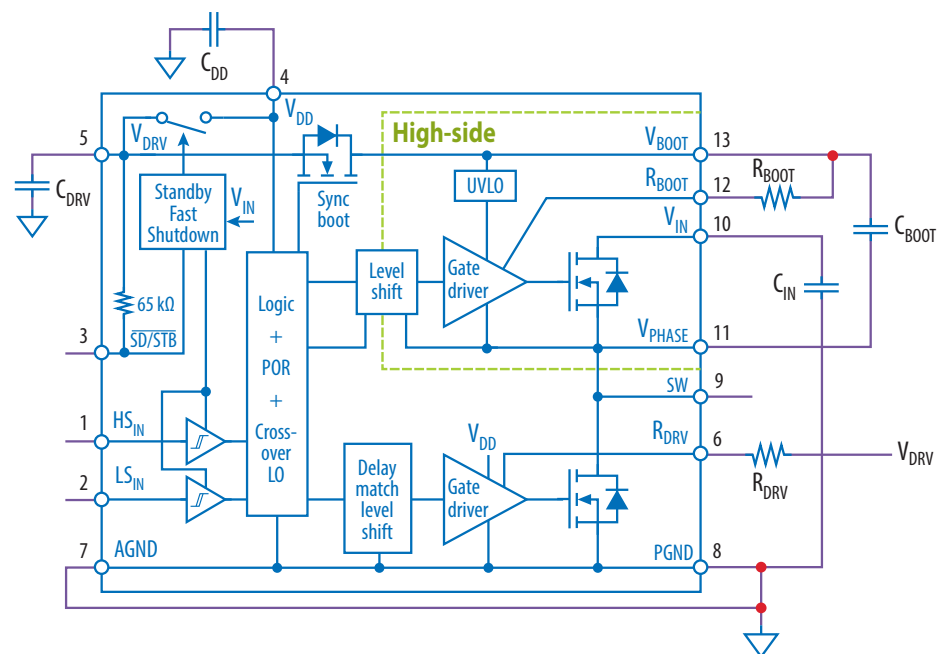 C_DD
4
V_DD
High-side
5
V_DRV
V_BOOT
13
C_DRV
Standby
Fast
Shutdown
V_IN
Sync
boot
UVLO
R_BOOT
12
R_BOOT
V_IN
10
C_BOOT
65 kΩ
Logic
+
POR
+
Cross-
over
LO
Level
shift
Gate
driver
C_IN
3
SD/STB
V_PHASE
11
SW
9
1
HS_IN
R_DRV
6
V_DRV
R_DRV
2
LS_IN
Delay
match
level
shift
V_DD
Gate
driver
7
AGND
PGND
8